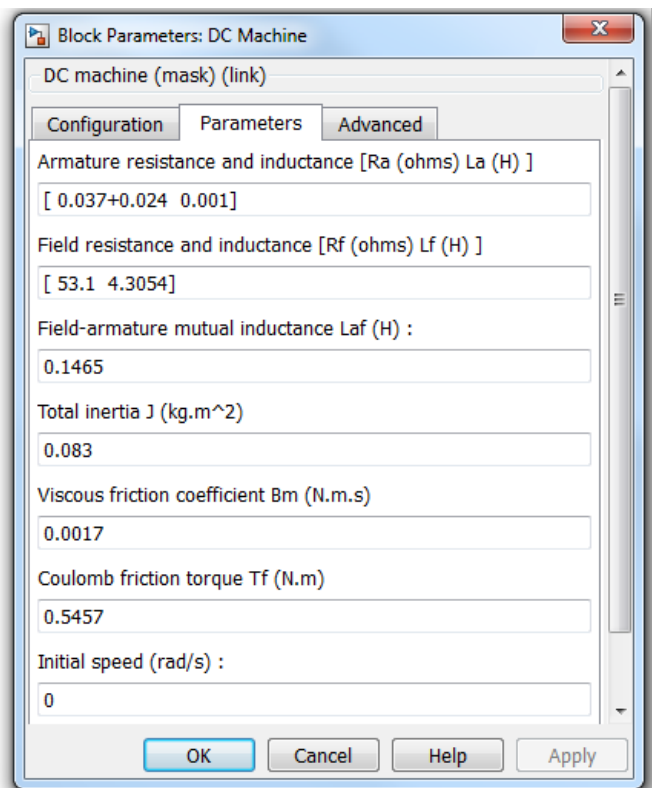 Block Parameters: DC Machine
DC machine (mask) (link)
Configuration Parameters Advanced
Armature resistance and inductance [Ra (ohms) La (H) ]
[ 0.037+0.024 0.001]
Field resistance and inductance [Rf (ohms) Lf (H) ]
[ 53.1 4.3054]
Field-armature mutual inductance Laf (H) :
0.1465
Total inertia J (kg.m^2)
0.083
Viscous friction coefficient Bm (N.m.s)
0.0017
Coulomb friction torque Tf (N.m)
0.5457
Initial speed (rad/s) :
0
OK Cancel Help Apply